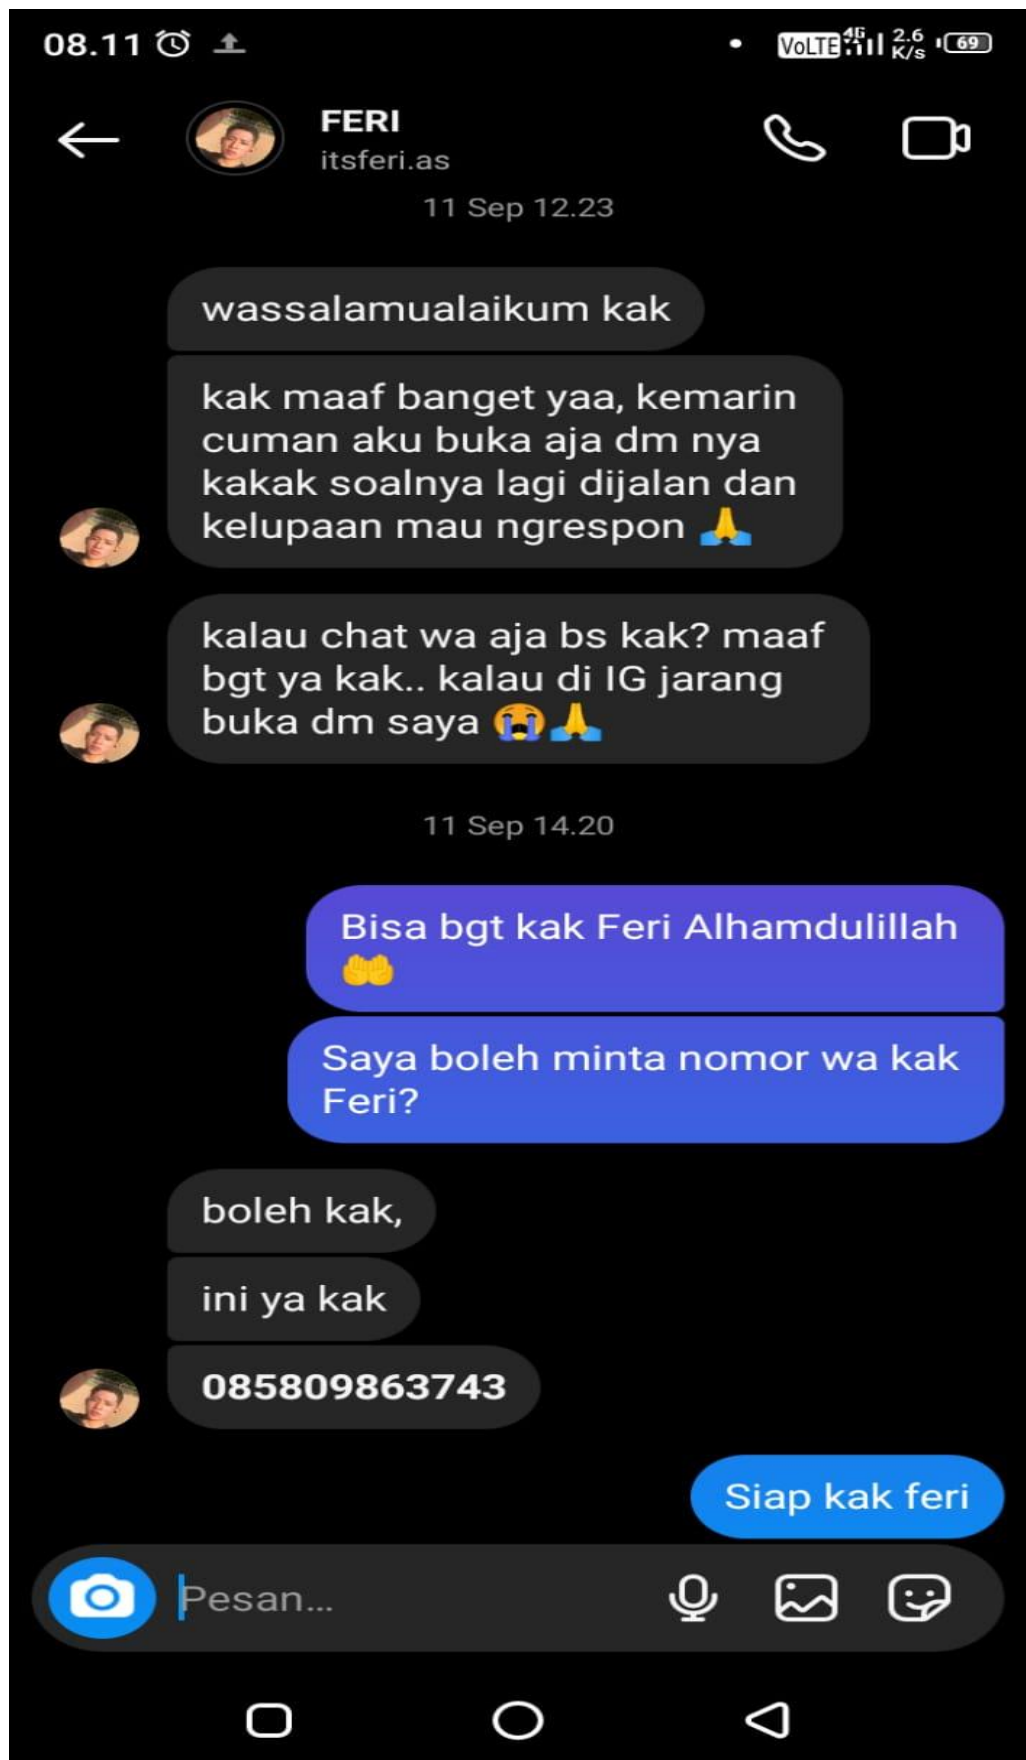 08.11
VoLTE 4G 2.6 K/s 69
FERI
itsferi.as
11 Sep 12.23
wassalamualaikum kak
kak maaf banget yaa, kemarin
cuman aku buka aja dm nya
kakak soalnya lagi dijalan dan
kelupaan mau ngrespon 🙏
kalau chat wa aja bs kak? maaf
bgt ya kak.. kalau di IG jarang
buka dm saya 😭🙏
11 Sep 14.20
Bisa bgt kak Feri Alhamdulillah
🤲
Saya boleh minta nomor wa kak
Feri?
boleh kak,
ini ya kak
085809863743
Siap kak feri
Pesan...